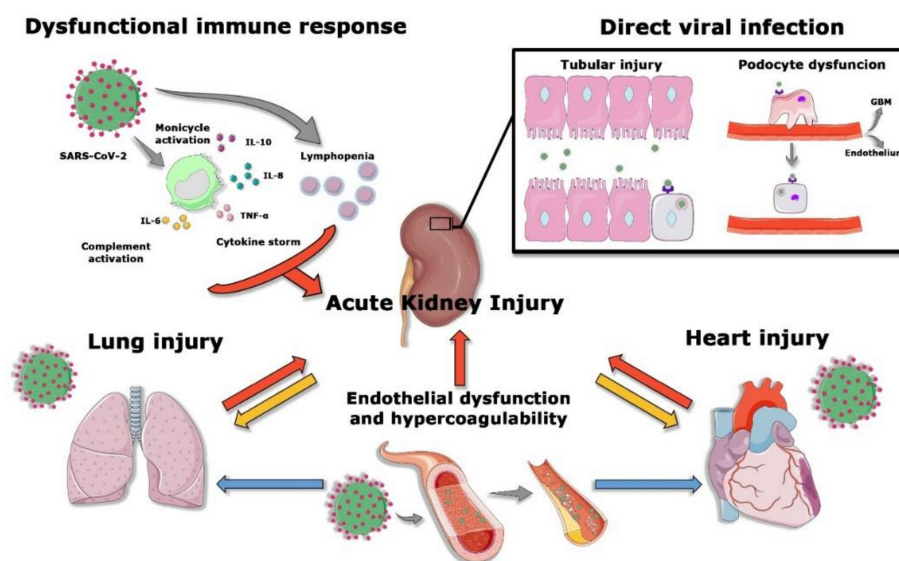 Dysfunctional immune response
Direct viral infection
Tubular injury
Podocyte dysfuncion
GBM
Endothelium
Monicycle
activation
IL-10
SARS-CoV-2
Lymphopenia
IL-8
TNF-α
IL-6
Complement
activation
Cytokine storm
Acute Kidney Injury
Lung injury
Heart injury
Endothelial dysfunction
and hypercoagulability